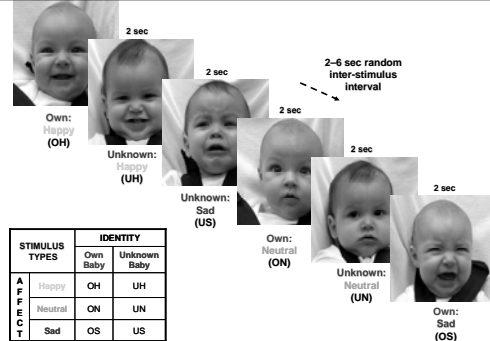 2 sec
2 sec
2–6 sec random
inter-stimulus
interval
Own:
Happy
(OH)
2 sec
Unknown:
Happy
(UH)
2 sec
Unknown:
Sad
(US)
2 sec
Own:
Neutral
(ON)
Unknown:
Neutral
(UN)
Own:
Sad
(OS)
STIMULUS TYPES
IDENTITY
Own Baby
Unknown Baby
AFFECT
Happy OH UH
Neutral ON UN
Sad OS US